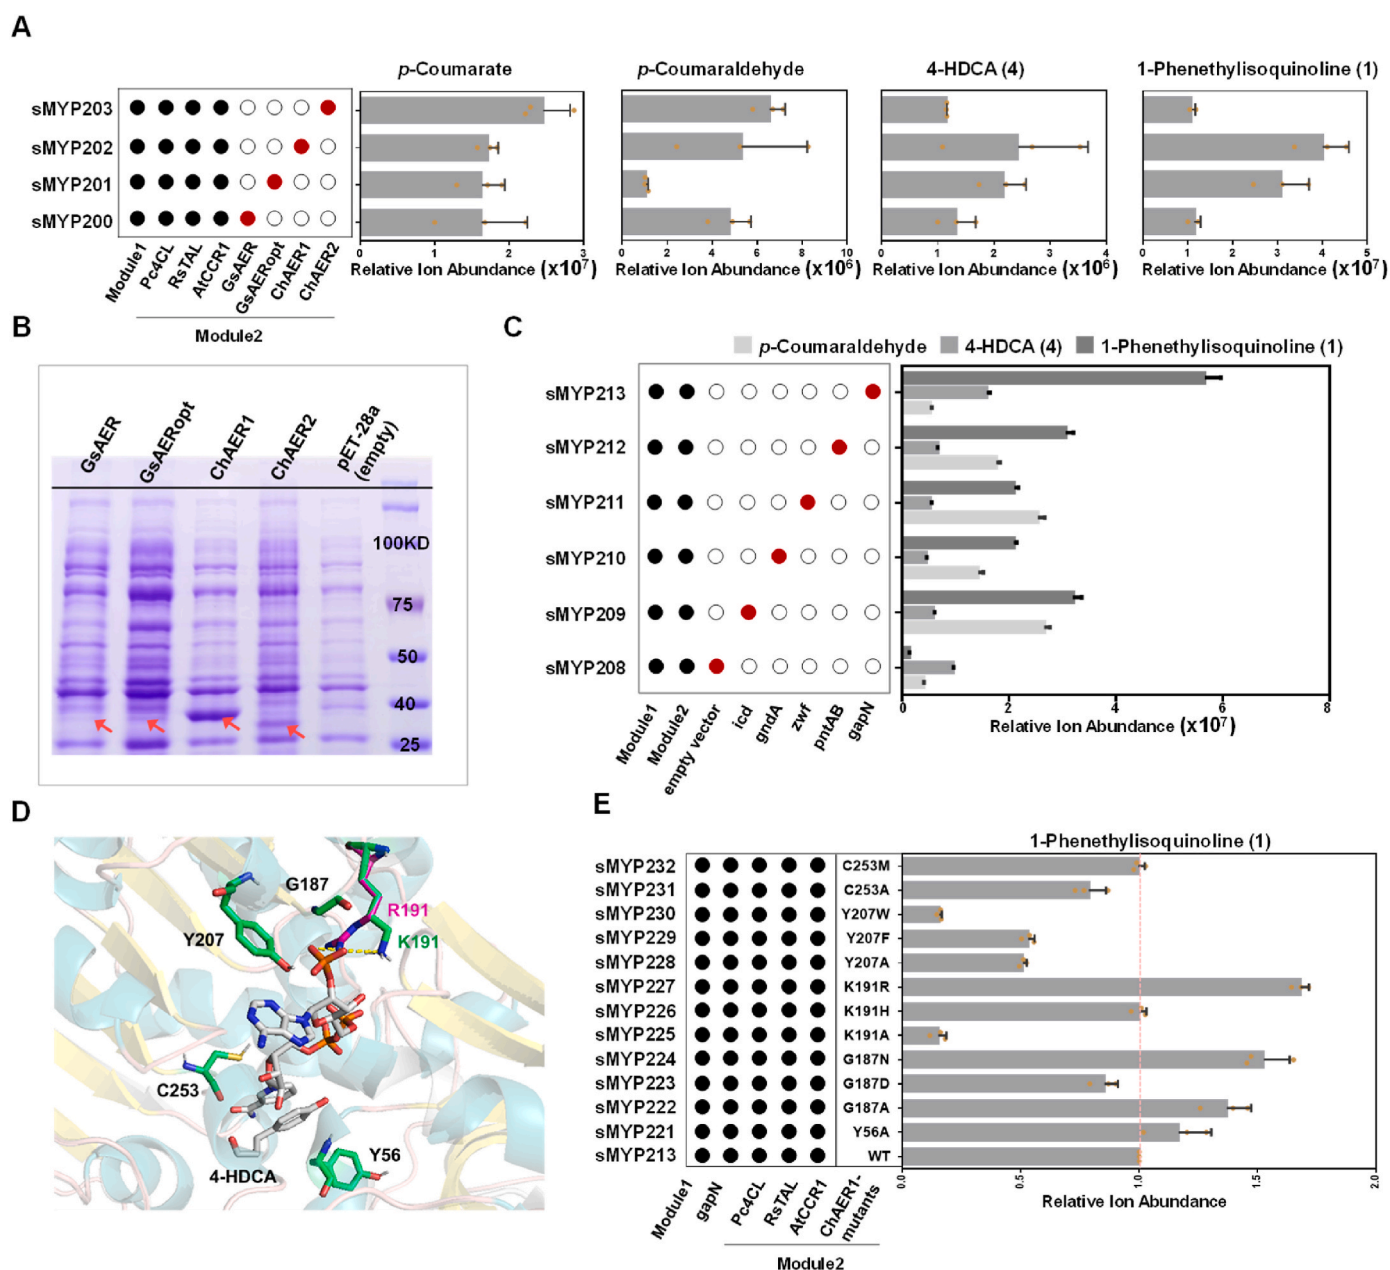 A
p-Coumarate
p-Coumaraldehyde
4-HDCA (4)
1-Phenethylisoquinoline (1)
sMYP203
sMYP202
sMYP201
sMYP200
Module1
Pc4CL
RsTAL
AtCCR1
GsAER
GsAERopt
ChAER1
ChAER2
Module2
0 1 2 3
Relative Ion Abundance (x10⁷)
0 2 4 6 8 10
Relative Ion Abundance (x10⁶)
0 1 2 3 4
Relative Ion Abundance (x10⁶)
0 1 2 3 4 5
Relative Ion Abundance (x10⁷)
B
GsAER
GsAERopt
ChAER1
ChAER2
pET-28a
(empty)
100KD
75
50
40
25
C
p-Coumaraldehyde
4-HDCA (4)
1-Phenethylisoquinoline (1)
sMYP213
sMYP212
sMYP211
sMYP210
sMYP209
sMYP208
Module1
Module2
empty vector
icd
gndA
zwf
pntAB
gapN
0 2 4 6 8
Relative Ion Abundance (x10⁷)
D
G187
R191
K191
Y207
C253
4-HDCA
Y56
E
1-Phenethylisoquinoline (1)
sMYP232 C253M
sMYP231 C253A
sMYP230 Y207W
sMYP229 Y207F
sMYP228 Y207A
sMYP227 K191R
sMYP226 K191H
sMYP225 K191A
sMYP224 G187N
sMYP223 G187D
sMYP222 G187A
sMYP221 Y56A
sMYP213 WT
Module1
gapN
Pc4CL
RsTAL
AtCCR1
ChAER1-
mutants
Module2
0.0 0.5 1.0 1.5 2.0
Relative Ion Abundance